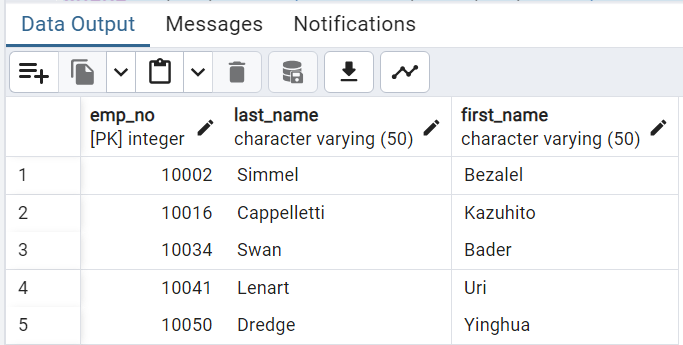 Data Output Messages Notifications
emp_no last_name first_name
[PK] integer character varying (50) character varying (50)
1 10002 Simmel Bezalel
2 10016 Cappelletti Kazuhito
3 10034 Swan Bader
4 10041 Lenart Uri
5 10050 Dredge Yinghua